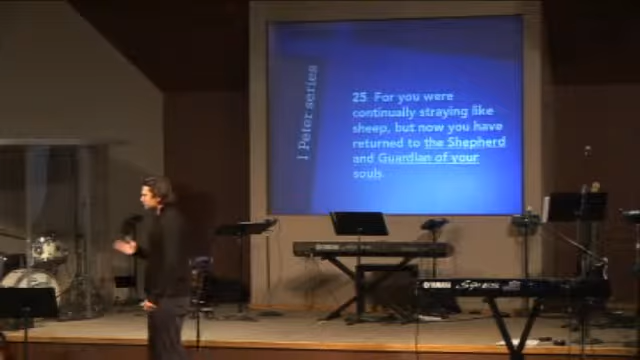 I Peter series
25 For you were
continually straying like
sheep, but now you have
returned to the Shepherd
and Guardian of your
souls
YAMAHA